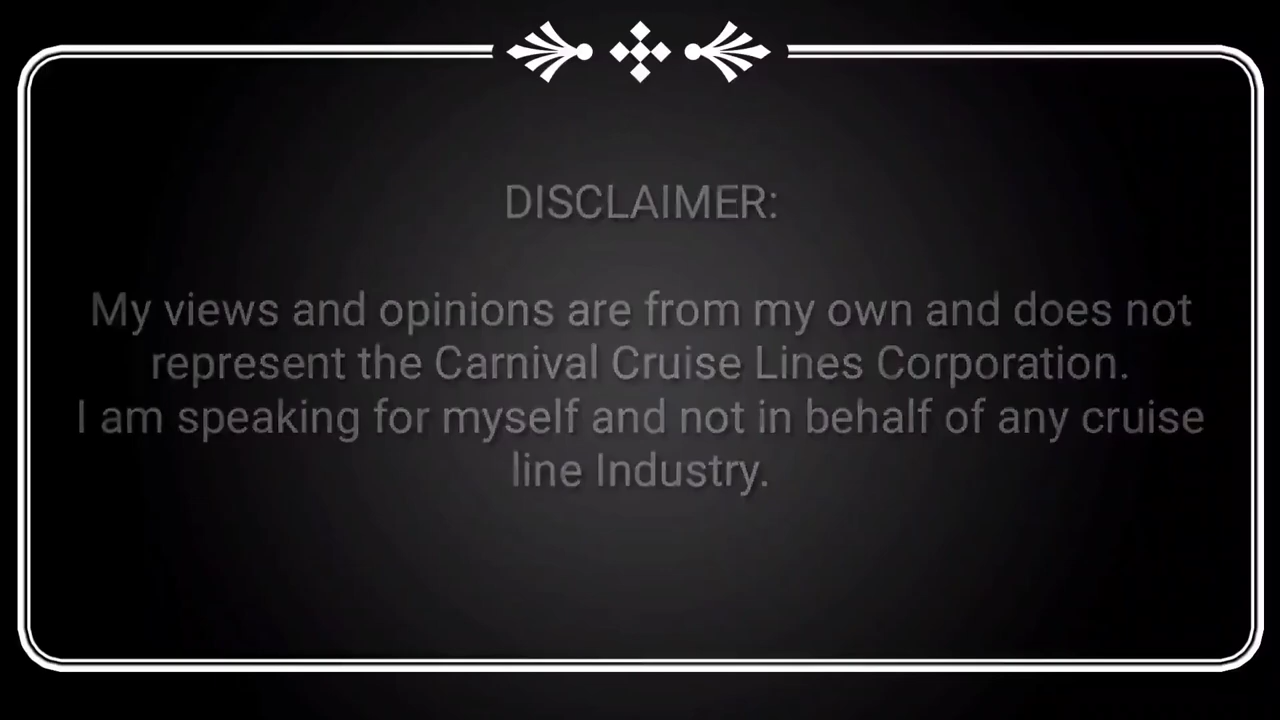 DISCLAIMER:
My views and opinions are from my own and does not
represent the Carnival Cruise Lines Corporation.
I am speaking for myself and not in behalf of any cruise
line Industry.